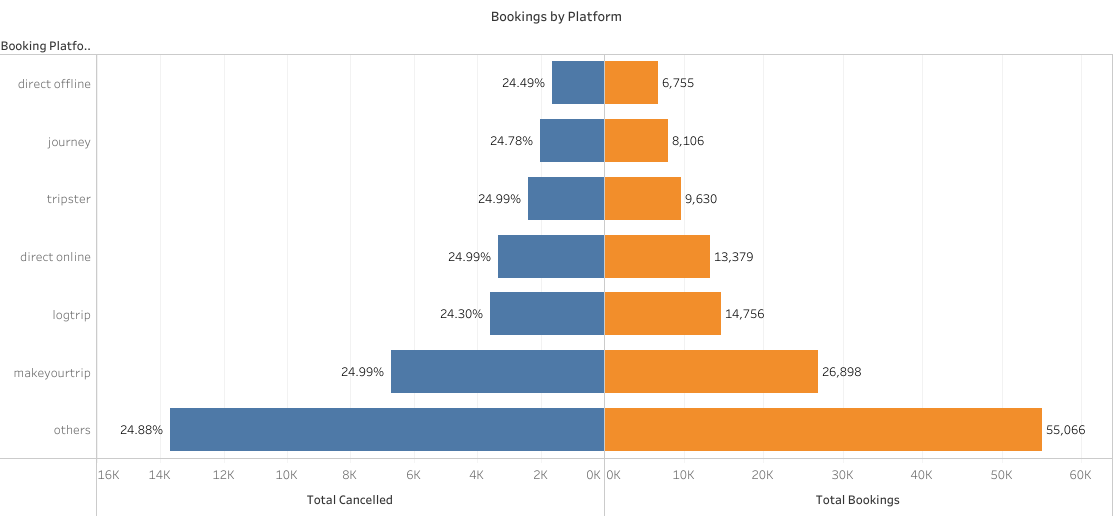 Bookings by Platform
Booking Platfo..
direct offline 24.49% 6,755
journey 24.78% 8,106
tripster 24.99% 9,630
direct online 24.99% 13,379
logtrip 24.30% 14,756
makeyourtrip 24.99% 26,898
others 24.88% 55,066
16K 14K 12K 10K 8K 6K 4K 2K 0K 0K 10K 20K 30K 40K 50K 60K
Total Cancelled Total Bookings